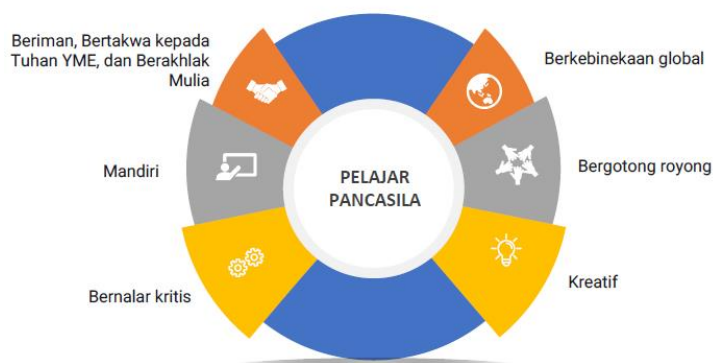 Beriman, Bertakwa kepada
Tuhan YME, dan Berakhlak
Mulia
Berkebinekaan global
Mandiri
PELAJAR
PANCASILA
Bergotong royong
Bernalar kritis
Kreatif